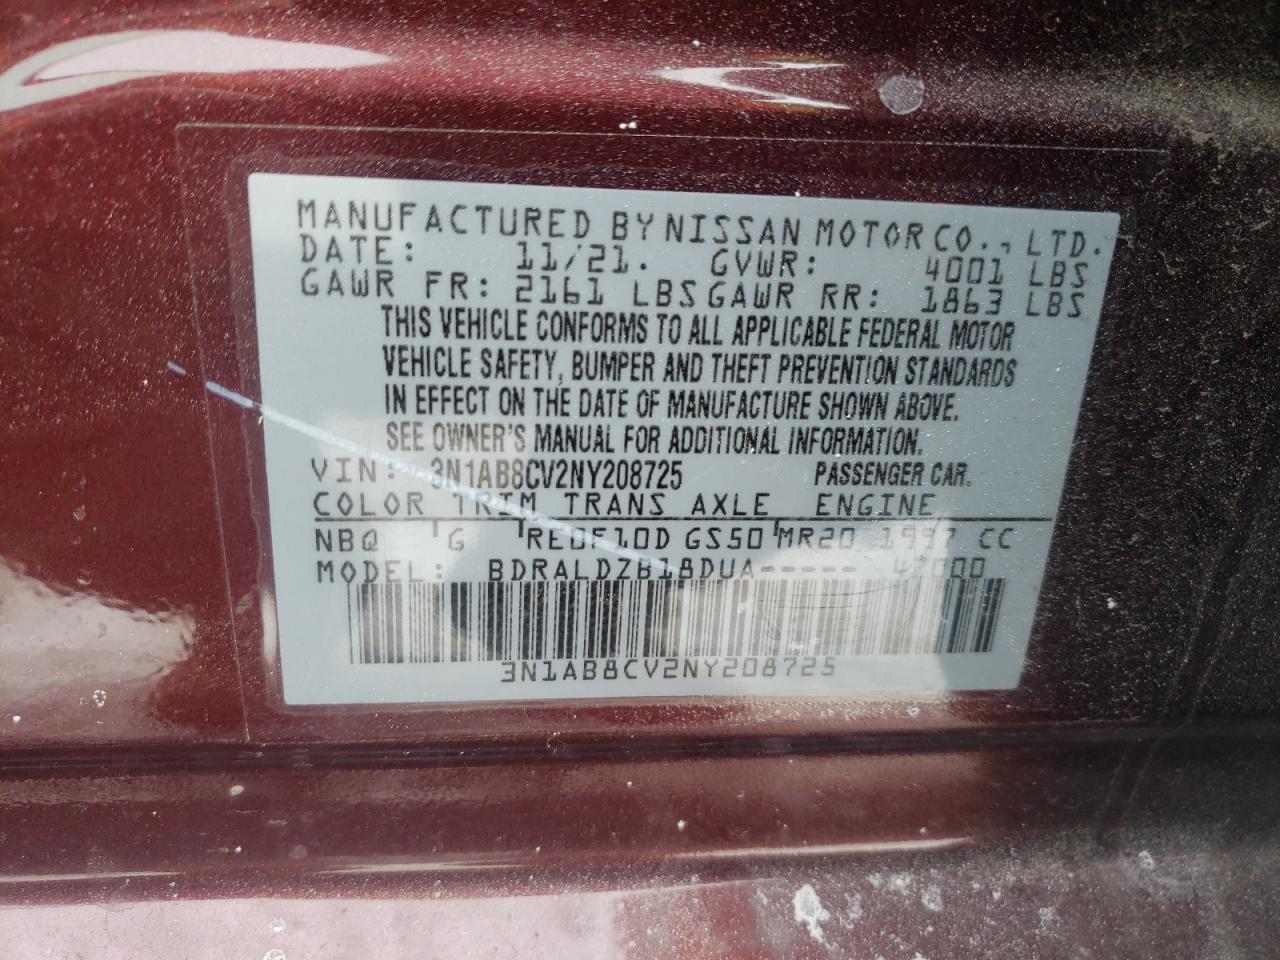 MANUFACTURED BY NISSAN MOTOR CO., LTD.
DATE: 11/21. GVWR: 4001 LBS
GAWR FR: 2161 LBS GAWR RR: 1863 LBS
THIS VEHICLE CONFORMS TO ALL APPLICABLE FEDERAL MOTOR
VEHICLE SAFETY, BUMPER AND THEFT PREVENTION STANDARDS
IN EFFECT ON THE DATE OF MANUFACTURE SHOWN ABOVE.
SEE OWNER'S MANUAL FOR ADDITIONAL INFORMATION.
VIN: 3N1AB8CV2NY208725 PASSENGER CAR.
COLOR TRIM TRANS AXLE ENGINE
NBQ G RE0F10D GS50 MR20 1997 CC
MODEL: BDRALDZB18DUA-----
3N1AB8CV2NY208725